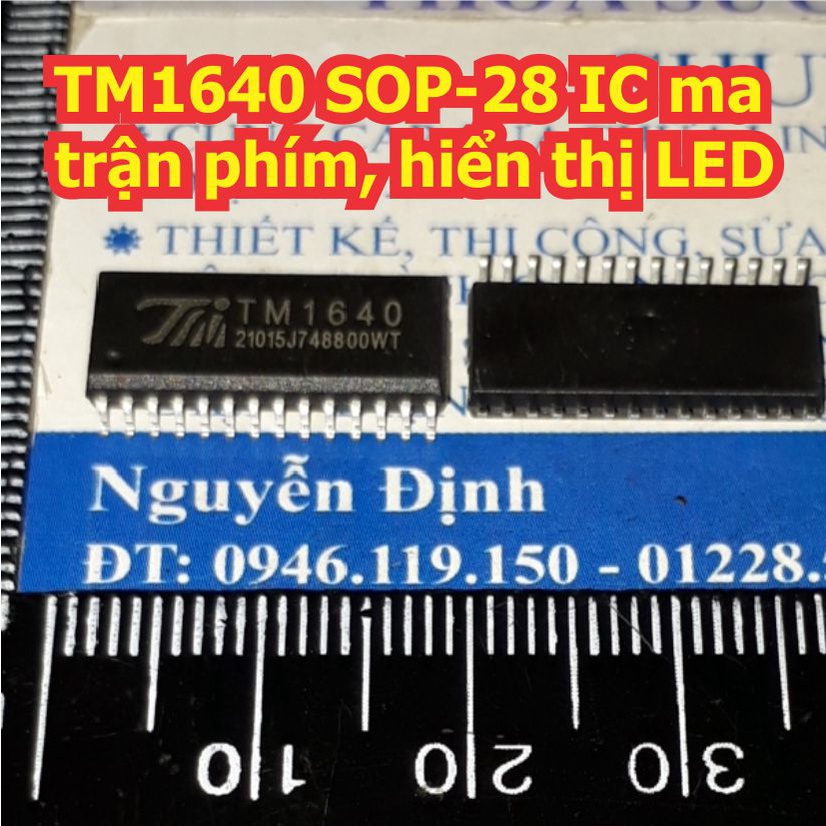 TM1640 SOP-28 IC ma
trận phím, hiển thị LED
THIẾT KẾ, THI CÔNG, SỬA
TM1640
21015J748800WT
Nguyễn Định
ĐT: 0946.119.150 - 01228.
10 20 30